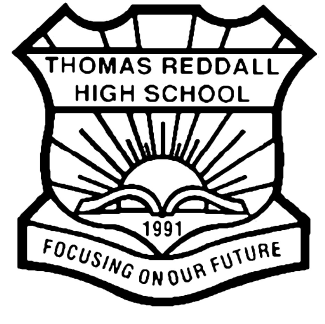 THOMAS REDDALL
HIGH SCHOOL
1991
FOCUSING ON OUR FUTURE